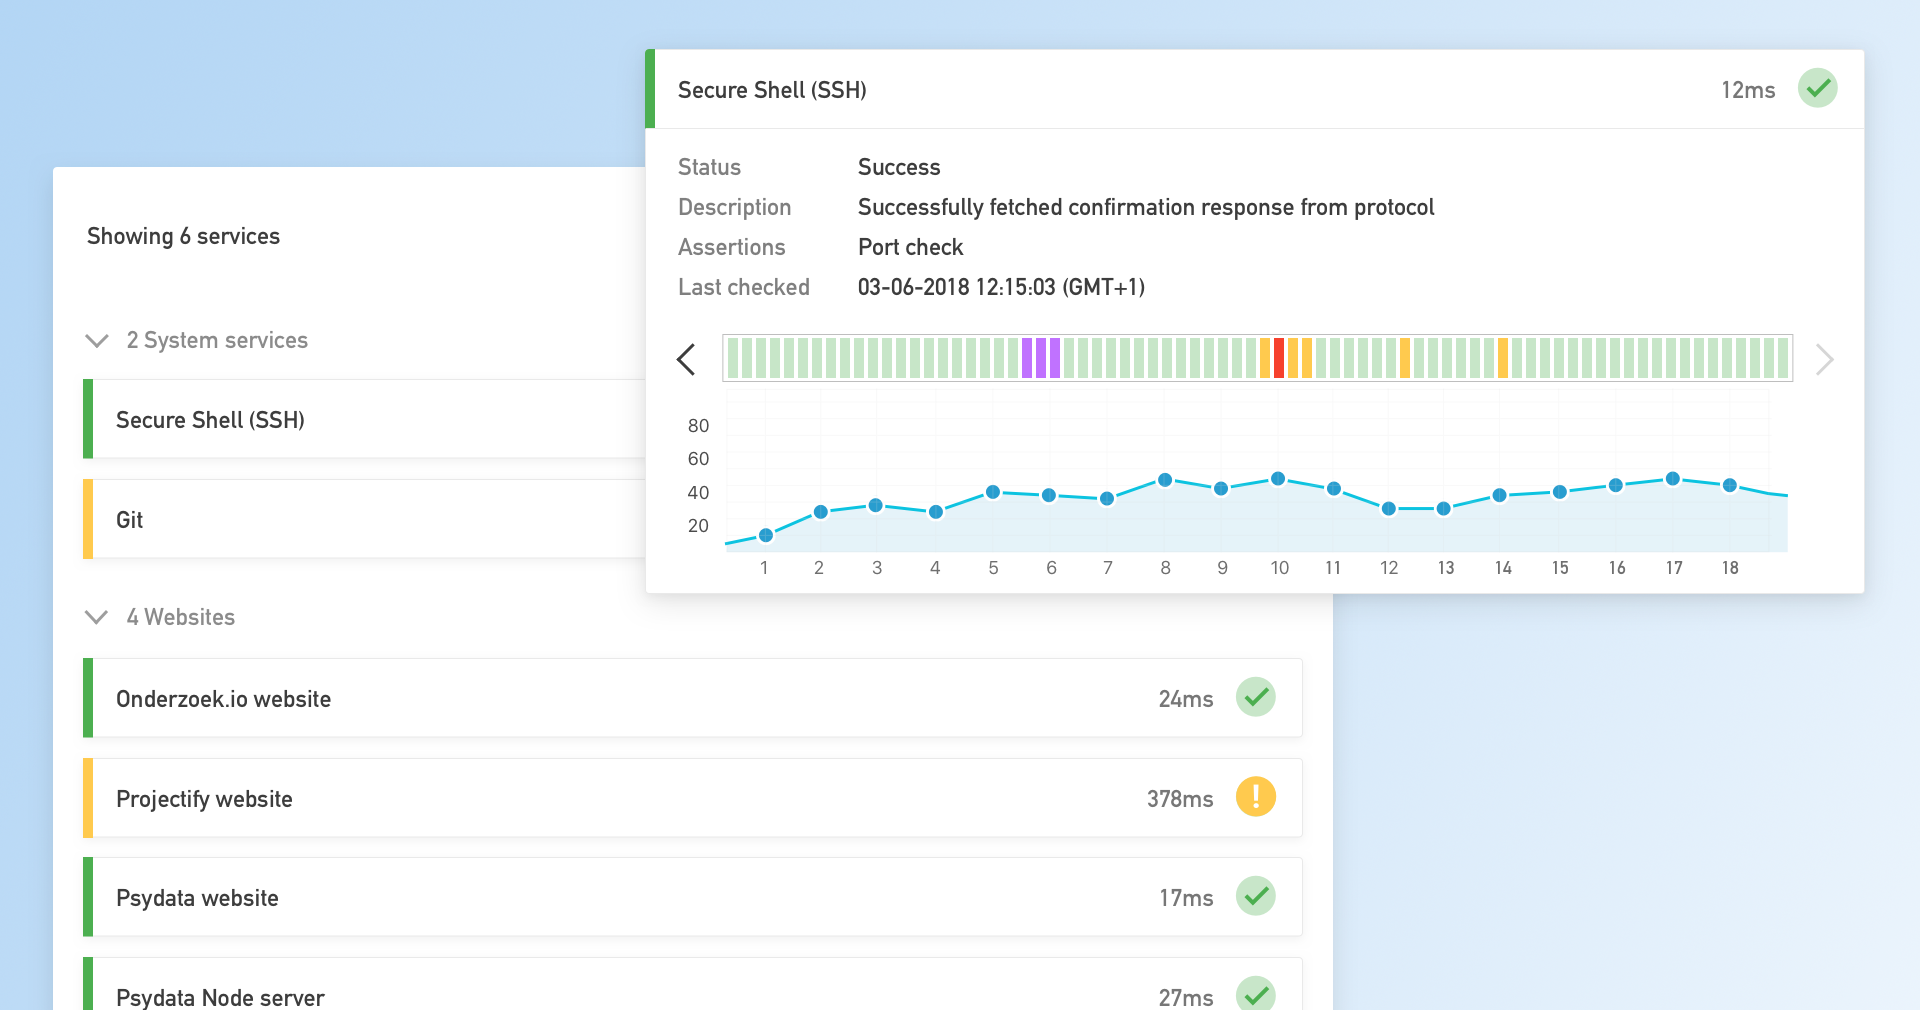 Secure Shell (SSH) 12ms
Status Success
Description Successfully fetched confirmation response from protocol
Assertions Port check
Last checked 03-06-2018 12:15:03 (GMT+1)
80
60
40
20
1 2 3 4 5 6 7 8 9 10 11 12 13 14 15 16 17 18
Showing 6 services
2 System services
Secure Shell (SSH)
Git
4 Websites
Onderzoek.io website 24ms
Projectify website 378ms
Psydata website 17ms
Psydata Node server 27ms